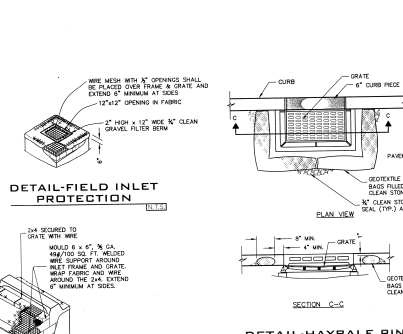 WIRE MESH WITH ½" OPENINGS SHALL
BE PLACED OVER FRAME & GRATE AND
EXTEND 6" MINIMUM AT SIDES
12"x12" OPENING IN FABRIC
2" HIGH x 12" WIDE ¾" CLEAN
GRAVEL FILTER BERM
DETAIL-FIELD INLET
PROTECTION
N.T.S.
2x4 SECURED TO
GRATE WITH WIRE
MOULD 6 x 6", GA.
49#/100 SQ. FT. WELDED
WIRE SUPPORT AROUND
INLET FRAME AND GRATE.
WRAP FABRIC AND WIRE
AROUND THE 2x4. EXTEND
6" MINIMUM AT SIDES.
CURB
GRATE
6" CURB PIECE
C
C
PAVE
GEOTEXTILE
BAGS FILLED
CLEAN STON
¾" CLEAN STO
SEAL (TYP.) A
PLAN VIEW
8" MIN.
4" MIN.
GRATE
GEOTE
BAGS
CLEAN
SECTION C-C
DETAIL-HAYBALE RIN